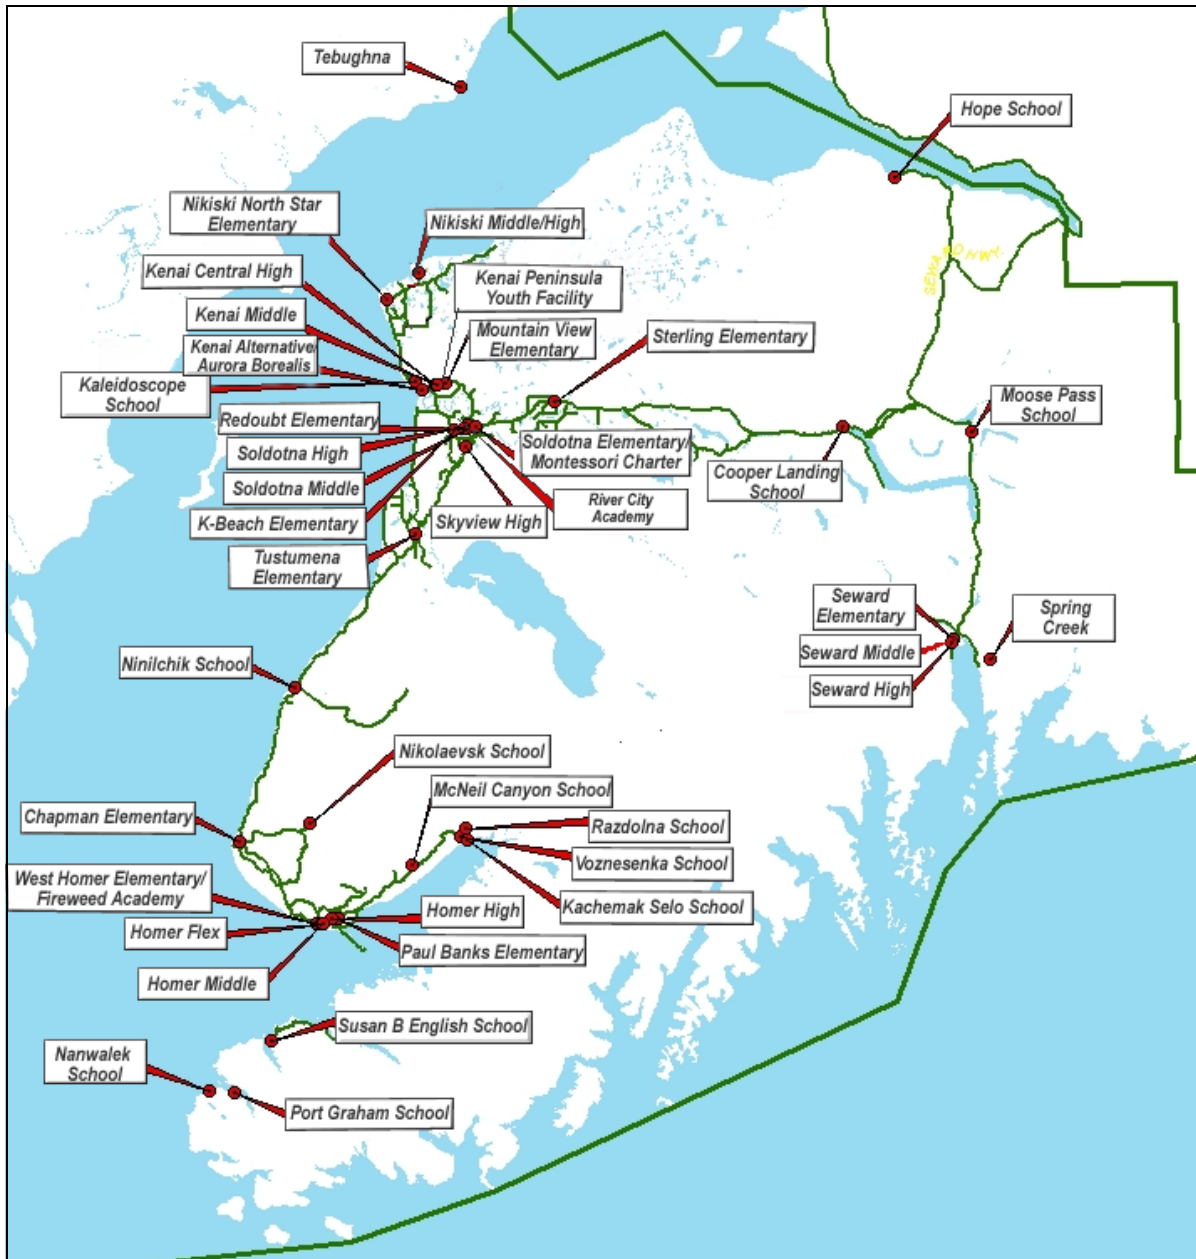 Tebughna
Hope School
Nikiski North Star
Elementary
Nikiski Middle/High
Kenai Central High
Kenai Peninsula
Youth Facility
SEWARD HWY.
Kenai Middle
Mountain View
Elementary
Sterling Elementary
Kenai Alternative/
Aurora Borealis
Kaleidoscope
School
Moose Pass
School
Redoubt Elementary
Soldotna Elementary/
Montessori Charter
Soldotna High
Cooper Landing
School
Soldotna Middle
River City
Academy
K-Beach Elementary
Skyview High
Tustumena
Elementary
Seward
Elementary
Spring
Creek
Seward Middle
Ninilchik School
Seward High
Nikolaevsk School
McNeil Canyon School
Chapman Elementary
Razdolna School
Voznesenka School
West Homer Elementary/
Fireweed Academy
Kachemak Selo School
Homer High
Homer Flex
Paul Banks Elementary
Homer Middle
Susan B English School
Nanwalek
School
Port Graham School